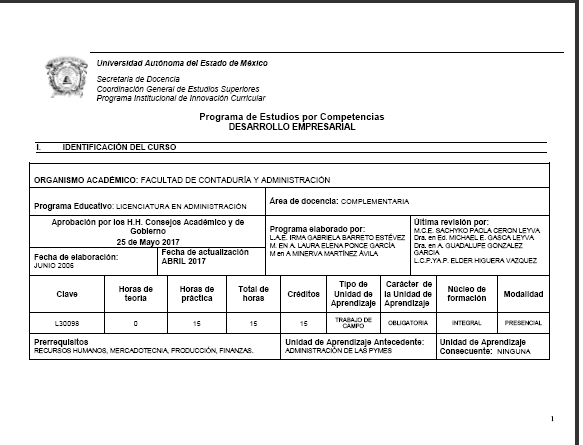 Universidad Autónoma del Estado de México
Secretaría de Docencia
Coordinación General de Estudios Superiores
Programa Institucional de Innovación Curricular
Programa de Estudios por Competencias
DESARROLLO EMPRESARIAL
I. IDENTIFICACIÓN DEL CURSO
ORGANISMO ACADÉMICO: FACULTAD DE CONTADURÍA Y ADMINISTRACIÓN
Programa Educativo: LICENCIATURA EN ADMINISTRACIÓN
Área de docencia: COMPLEMENTARIA
Aprobación por los H.H. Consejos Académico y de
Gobierno
25 de Mayo 2017
Fecha de elaboración:
JUNIO 2006
Fecha de actualización
ABRIL 2017
Programa elaborado por:
L.A.E. IRMA GABRIELA BARRETO ESTÉVEZ
M. EN A. LAURA ELENA PONCE GARCÍA
M en A MINERVA MARTÍNEZ ÁVILA
Última revisión por:
M.C.E. SACHYKO PAOLA CERON LEYVA
Dra. en Ed. MICHAEL E. GASCA LEYVA
Dra. en A. GUADALUPE GONZALEZ
GARCIA
L.C.P.YA.P. ELDER HIGUERA VAZQUEZ
Clave
Horas de
teoría
Horas de
práctica
Total de
horas
Créditos
Tipo de
Unidad de
Aprendizaje
Carácter de
la Unidad de
Aprendizaje
Núcleo de
formación
Modalidad
L30098
0
15
15
15
TRABAJO DE
CAMPO
OBLIGATORIA
INTEGRAL
PRESENCIAL
Prerrequisitos
RECURSOS HUMANOS, MERCADOTECNIA, PRODUCCIÓN, FINANZAS.
Unidad de Aprendizaje Antecedente:
ADMINISTRACIÓN DE LAS PYMES
Unidad de Aprendizaje
Consecuente: NINGUNA
1